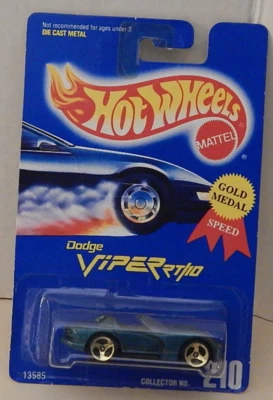 Not recommended for ages under 3
DIE CAST METAL
HOT WHEELS
MATTEL
GOLD
MEDAL
SPEED
Dodge
VIPER RT/10
13585
COLLECTOR NO.
210